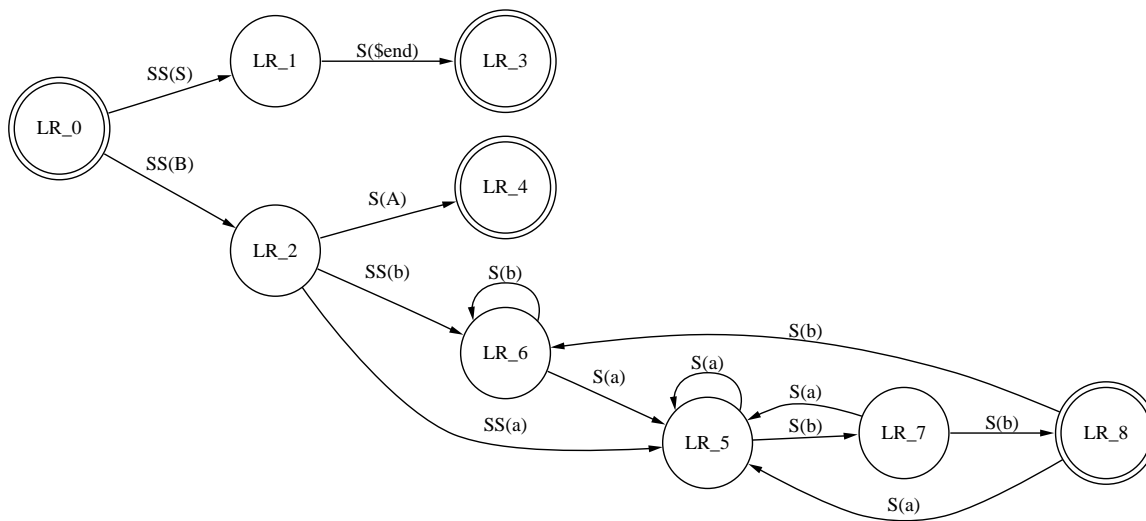 LR_0
SS(S)
SS(B)
LR_1
S($end)
LR_3
LR_2
S(A)
LR_4
SS(b)
SS(a)
S(b)
LR_6
S(a)
S(a)
LR_5
S(b)
S(a)
LR_7
S(b)
S(b)
LR_8
S(a)